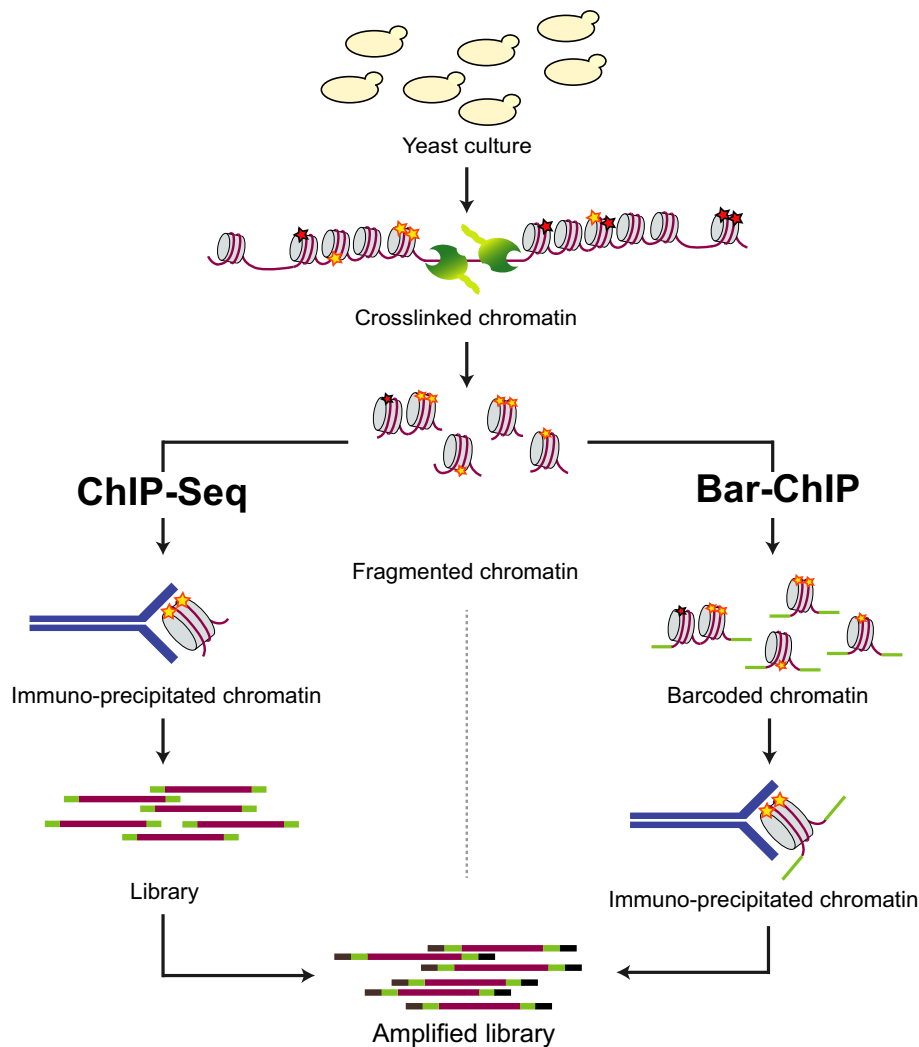 Yeast culture
Crosslinked chromatin
ChIP-Seq
Bar-ChIP
Fragmented chromatin
Immuno-precipitated chromatin
Barcoded chromatin
Library
Immuno-precipitated chromatin
Amplified library